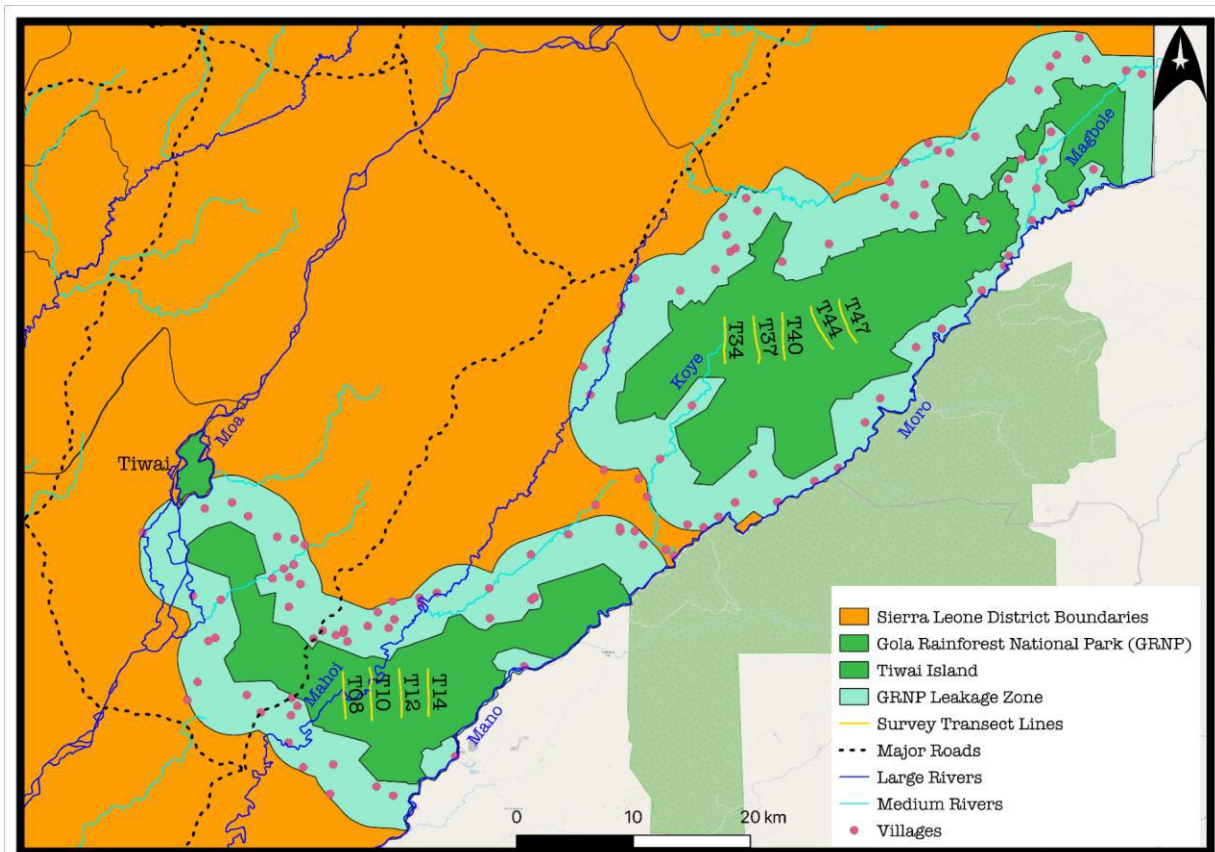 Magbole
T34
T37
T40
T44
T47
Koye
Moa
Moro
Tiwai
Mahoi
T08
T10
T12
T14
Mano
Sierra Leone District Boundaries
Gola Rainforest National Park (GRNP)
Tiwai Island
GRNP Leakage Zone
Survey Transect Lines
Major Roads
Large Rivers
Medium Rivers
Villages
0 10 20 km